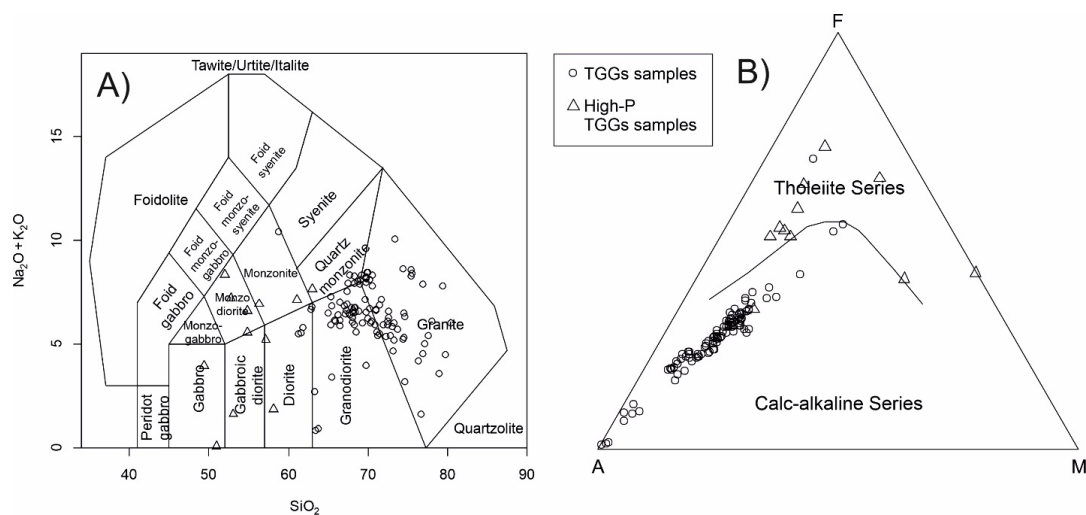 A)
Tawite/Urtite/Italite
Foid
syenite
Foidolite
Foid
monzo-
syenite
Syenite
Foid
monzo-
gabbro
Monzonite
Quartz
monzonite
Foid
gabbro
Monzo
diorite
Monzo-
gabbro
Granite
Peridot
gabbro
Gabbro
Gabbroic
diorite
Diorite
Granodiorite
Quartzolite
Na₂O+K₂O
15
10
5
0
40
50
60
70
80
90
SiO₂
TGGs samples
High-P
TGGs samples
B)
F
Tholeiite Series
Calc-alkaline Series
A
M